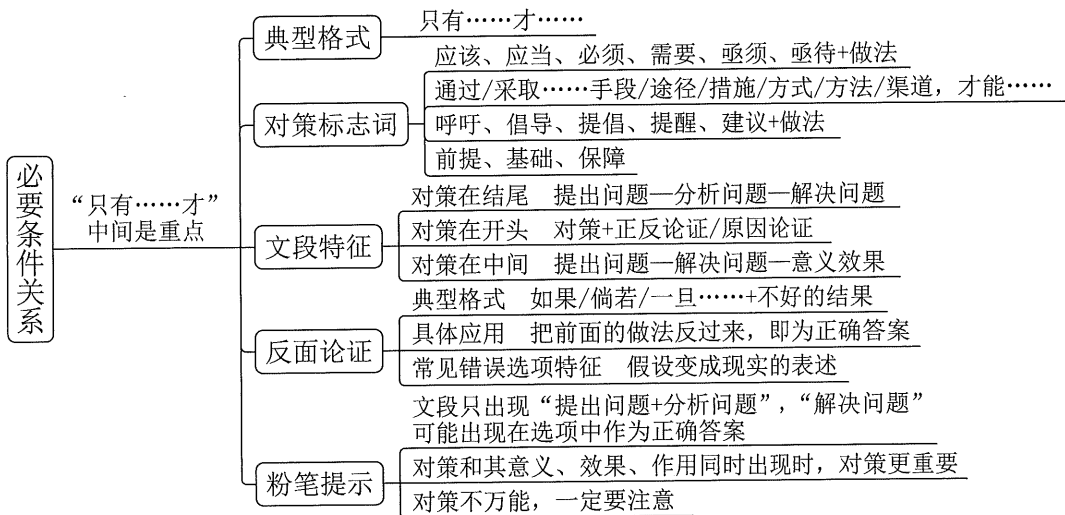 必要条件关系
“只有……才”
中间是重点
典型格式
只有……才……
对策标志词
应该、应当、必须、需要、亟须、亟待+做法
通过/采取……手段/途径/措施/方式/方法/渠道，才能……
呼吁、倡导、提倡、提醒、建议+做法
前提、基础、保障
文段特征
对策在结尾 提出问题—分析问题—解决问题
对策在开头 对策+正反论证/原因论证
对策在中间 提出问题—解决问题—意义效果
反面论证
典型格式 如果/倘若/一旦……+不好的结果
具体应用 把前面的做法反过来，即为正确答案
常见错误选项特征 假设变成现实的表述
粉笔提示
文段只出现“提出问题+分析问题”，“解决问题”
可能出现在选项中作为正确答案
对策和其意义、效果、作用同时出现时，对策更重要
对策不万能，一定要注意